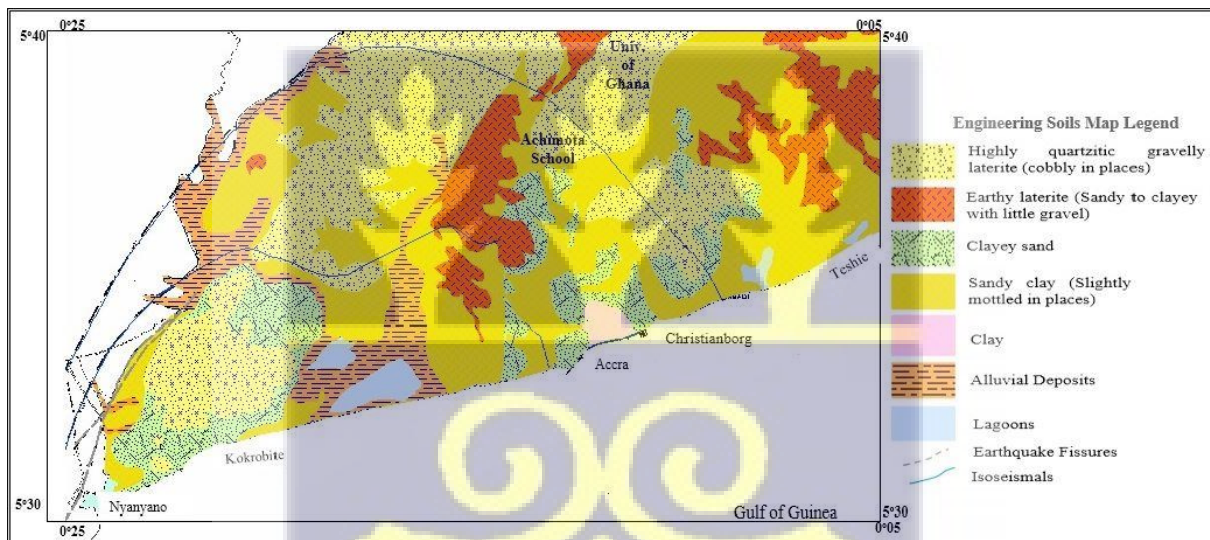 0°25
0°05
5°40
5°40
Univ.
of
Ghana
Achimota
School
Engineering Soils Map Legend
Highly quartzitic gravelly
laterite (cobbly in places)
Earthy laterite (Sandy to clayey
with little gravel)
Clayey sand
Sandy clay (Slightly
mottled in places)
Clay
Alluvial Deposits
Lagoons
Earthquake Fissures
Isoseismals
Teshie
Christianborg
Accra
Kokrobite
Nyanyano
Gulf of Guinea
5°30
5°30
0°25
0°05